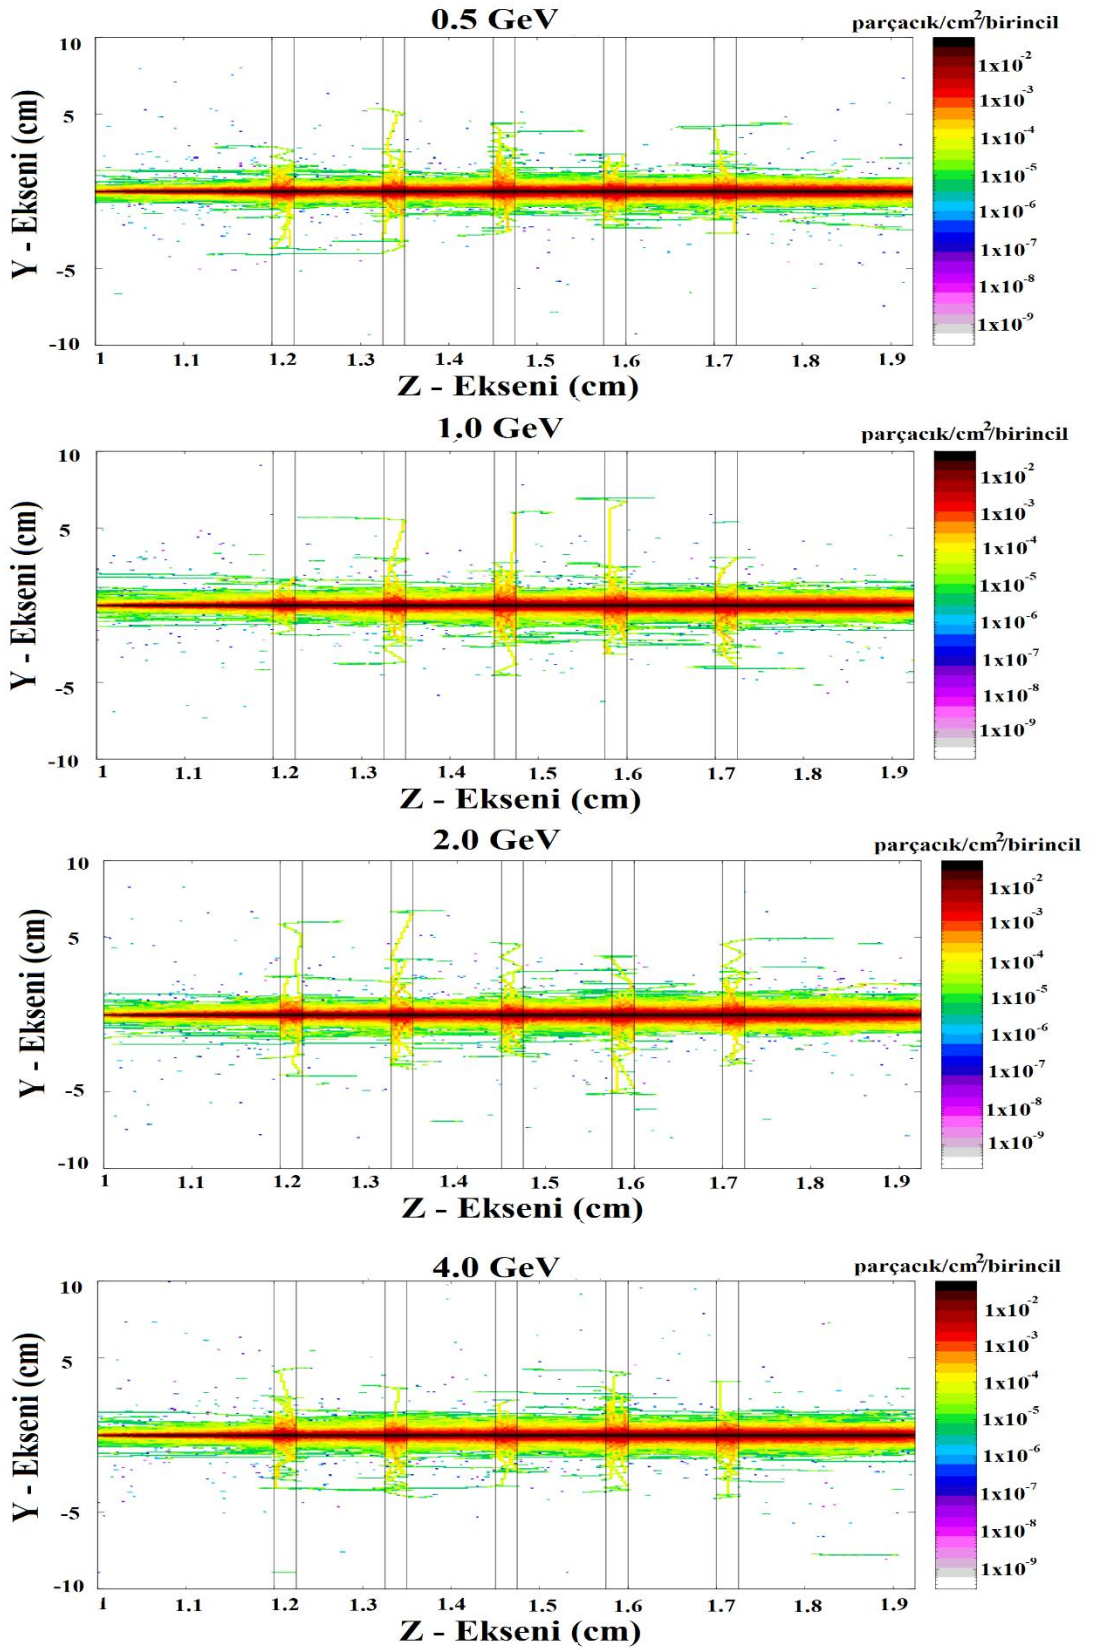 0.5 GeV
parçacık/cm²/birincil
10
5
-5
-10
Y - Ekseni (cm)
1 1.1 1.2 1.3 1.4 1.5 1.6 1.7 1.8 1.9
Z - Ekseni (cm)
1x10⁻²
1x10⁻³
1x10⁻⁴
1x10⁻⁵
1x10⁻⁶
1x10⁻⁷
1x10⁻⁸
1x10⁻⁹
1.0 GeV
parçacık/cm²/birincil
10
5
-5
-10
Y - Ekseni (cm)
1 1.1 1.2 1.3 1.4 1.5 1.6 1.7 1.8 1.9
Z - Ekseni (cm)
1x10⁻²
1x10⁻³
1x10⁻⁴
1x10⁻⁵
1x10⁻⁶
1x10⁻⁷
1x10⁻⁸
1x10⁻⁹
2.0 GeV
parçacık/cm²/birincil
10
5
-5
-10
Y - Ekseni (cm)
1 1.1 1.2 1.3 1.4 1.5 1.6 1.7 1.8 1.9
Z - Ekseni (cm)
1x10⁻²
1x10⁻³
1x10⁻⁴
1x10⁻⁵
1x10⁻⁶
1x10⁻⁷
1x10⁻⁸
1x10⁻⁹
4.0 GeV
parçacık/cm²/birincil
10
5
-5
-10
Y - Ekseni (cm)
1 1.1 1.2 1.3 1.4 1.5 1.6 1.7 1.8 1.9
Z - Ekseni (cm)
1x10⁻²
1x10⁻³
1x10⁻⁴
1x10⁻⁵
1x10⁻⁶
1x10⁻⁷
1x10⁻⁸
1x10⁻⁹